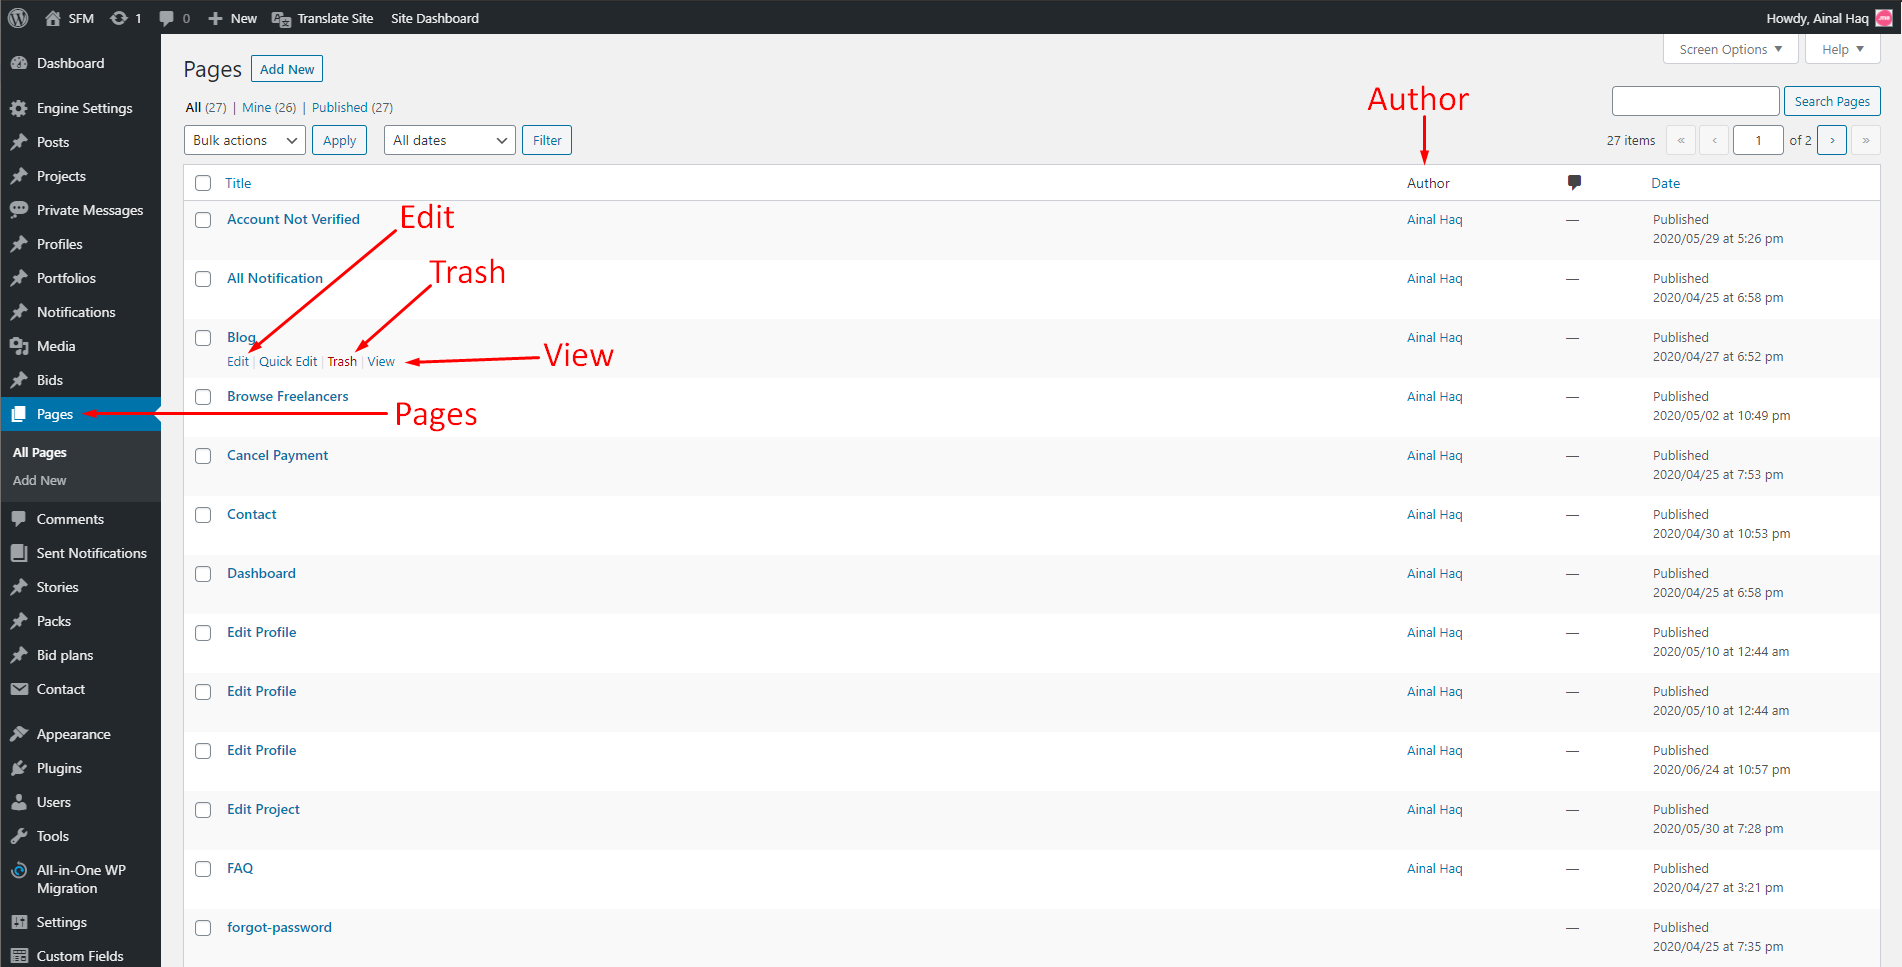 SFM 1 0 New Translate Site Site Dashboard Howdy, Ainal Haq
Screen Options Help
Dashboard
Engine Settings
Posts
Projects
Private Messages
Profiles
Portfolios
Notifications
Media
Bids
Pages
All Pages
Add New
Comments
Sent Notifications
Stories
Packs
Bid plans
Contact
Appearance
Plugins
Users
Tools
All-in-One WP
Migration
Settings
Custom Fields
Pages Add New
All (27) | Mine (26) | Published (27)
Author
Search Pages
Bulk actions Apply All dates Filter
27 items « ‹ 1 of 2 › »
Title Author Date
Account Not Verified Ainal Haq — Published
2020/05/29 at 5:26 pm
Edit
Trash
All Notification Ainal Haq — Published
2020/04/25 at 6:58 pm
Blog Ainal Haq — Published
2020/04/27 at 6:52 pm
Edit | Quick Edit | Trash | View
View
Browse Freelancers Ainal Haq — Published
2020/05/02 at 10:49 pm
Pages
Cancel Payment Ainal Haq — Published
2020/04/25 at 7:53 pm
Contact Ainal Haq — Published
2020/04/30 at 10:53 pm
Dashboard Ainal Haq — Published
2020/04/25 at 6:58 pm
Edit Profile Ainal Haq — Published
2020/05/10 at 12:44 am
Edit Profile Ainal Haq — Published
2020/05/10 at 12:44 am
Edit Profile Ainal Haq — Published
2020/06/24 at 10:57 pm
Edit Project Ainal Haq — Published
2020/05/30 at 7:28 pm
FAQ Ainal Haq — Published
2020/04/27 at 3:21 pm
forgot-password — Published
2020/04/25 at 7:35 pm